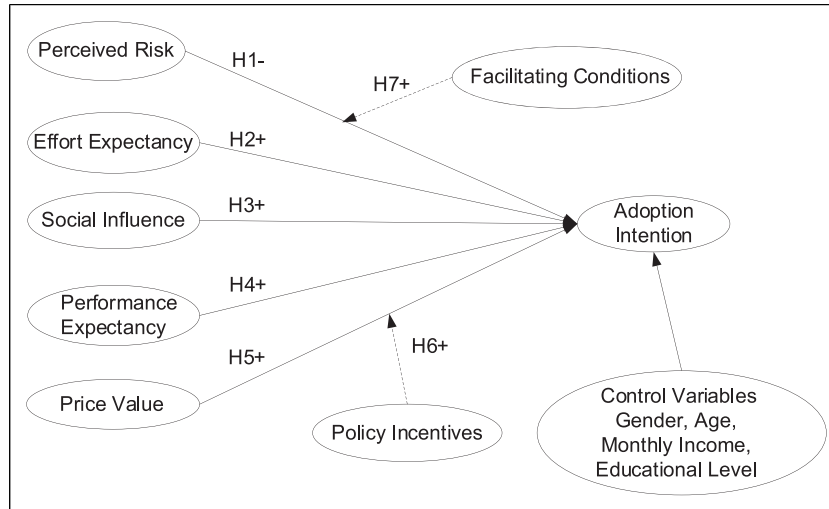 Perceived Risk
H1-
H7+
Facilitating Conditions
Effort Expectancy
H2+
Social Influence
H3+
Adoption
Intention
Performance
Expectancy
H4+
H5+
H6+
Price Value
Policy Incentives
Control Variables
Gender, Age,
Monthly Income,
Educational Level